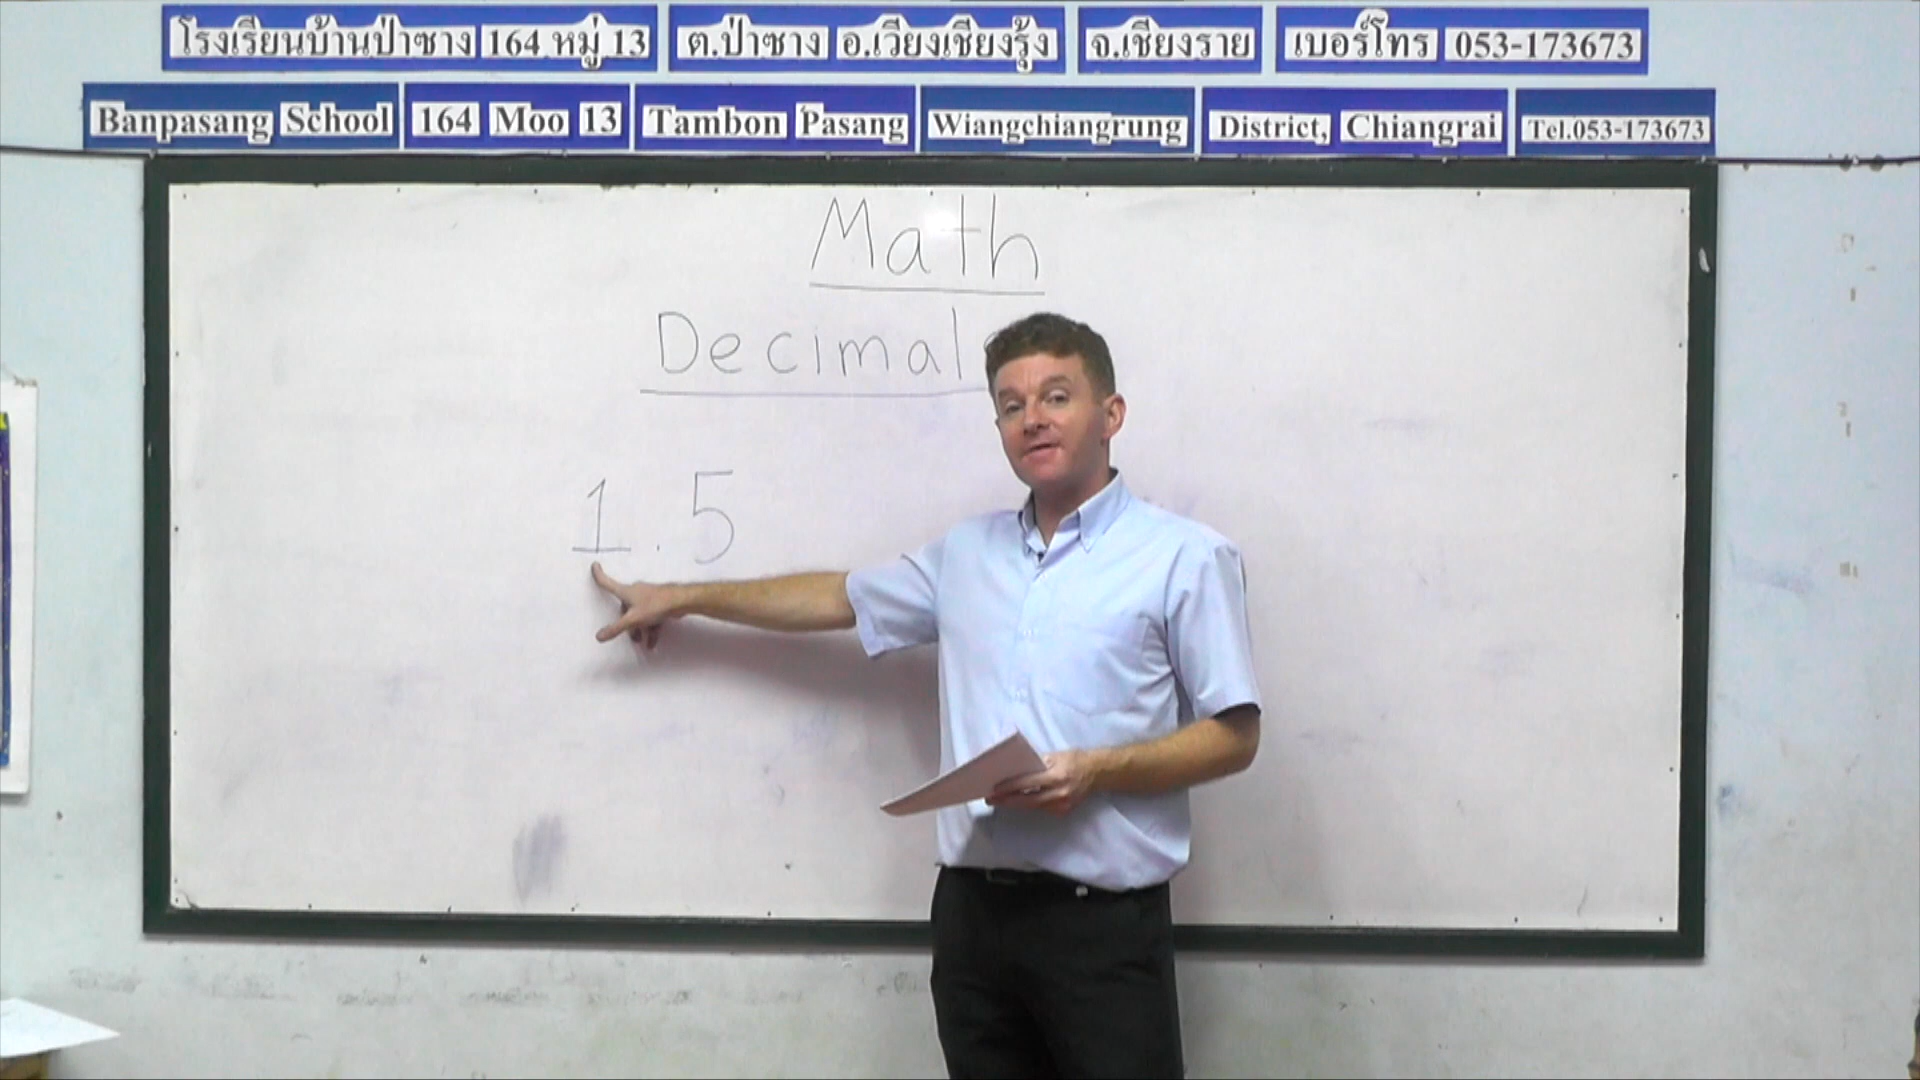 โรงเรียนบ้านป่าซาง 164 หมู่ 13 ต.ป่าซาง อ.เวียงเชียงรุ้ง จ.เชียงราย เบอร์โทร 053-173673
Banpasang School 164 Moo 13 Tambon Pasang Wiangchiangrung District, Chiangrai Tel.053-173673
Math
Decimal
1.5